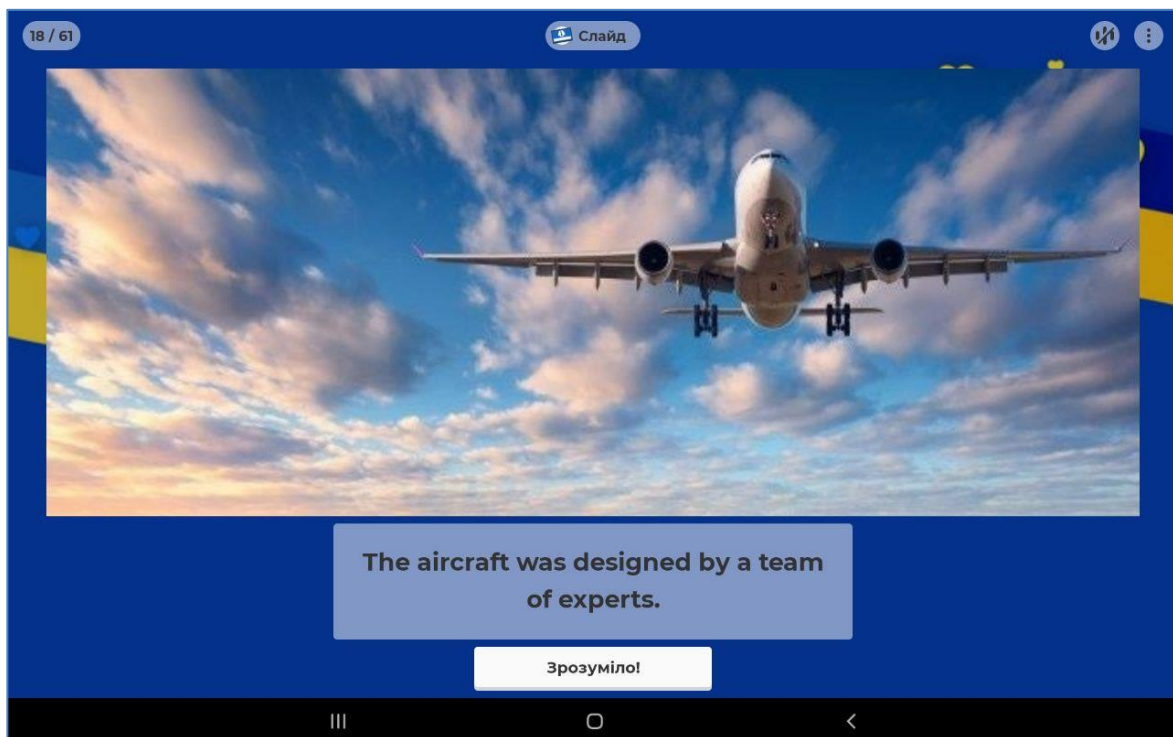 18 / 61
Слайд
The aircraft was designed by a team
of experts.
Зрозуміло!